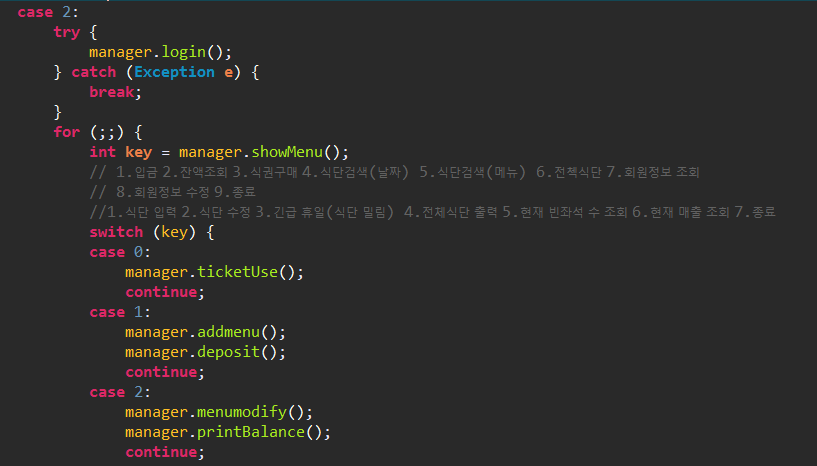 case 2:
try {
manager.login();
} catch (Exception e) {
break;
}
for (;;) {
int key = manager.showMenu();
// 1.입금 2.잔액조회 3.식권구매 4.식단검색(날짜) 5.식단검색(메뉴) 6.전첵식단 7.회원정보 조회
// 8.회원정보 수정 9.종료
//1.식단 입력 2.식단 수정 3.긴급 휴일(식단 밀림) 4.전체식단 출력 5.현재 빈좌석 수 조회 6.현재 매출 조회 7.종료
switch (key) {
case 0:
manager.ticketUse();
continue;
case 1:
manager.addmenu();
manager.deposit();
continue;
case 2:
manager.menumodify();
manager.printBalance();
continue;